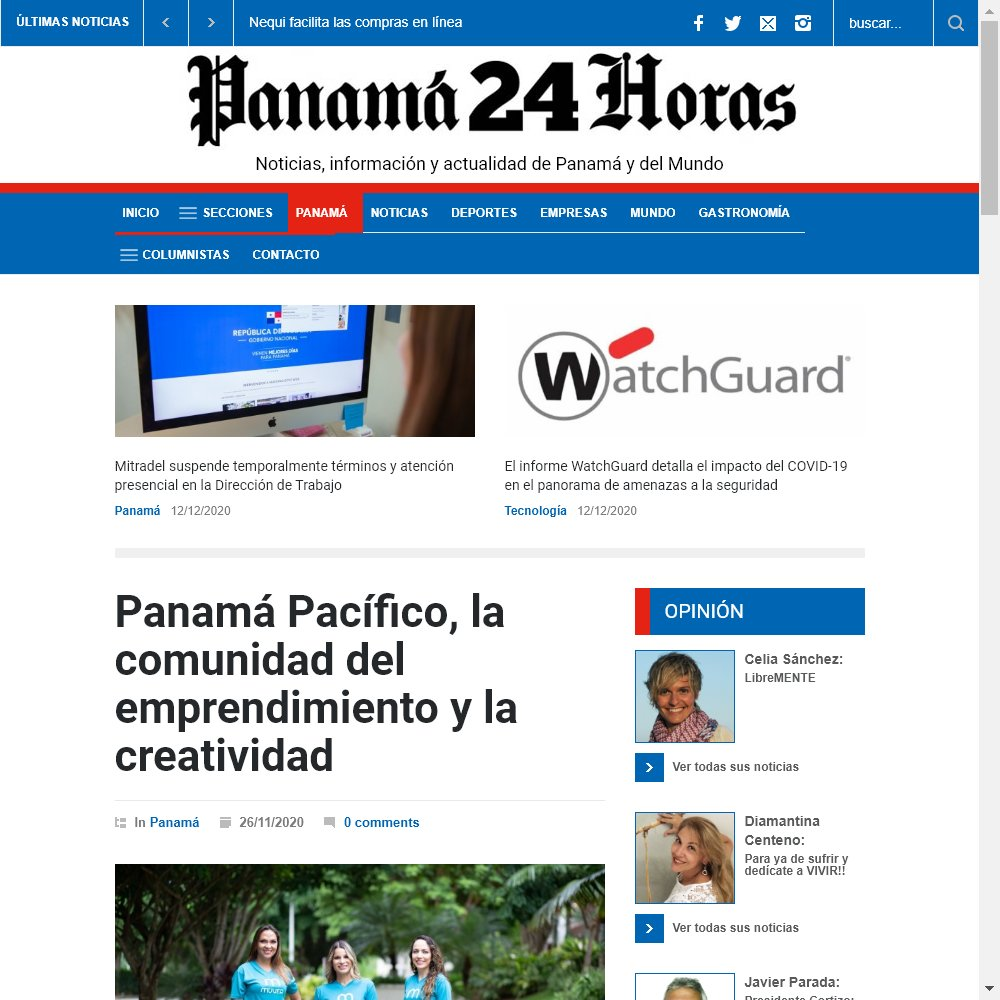 ÚLTIMAS NOTICIAS
Nequi facilita las compras en línea
buscar...
Panamá 24 Horas
Noticias, información y actualidad de Panamá y del Mundo
INICIO SECCIONES PANAMÁ NOTICIAS DEPORTES EMPRESAS MUNDO GASTRONOMÍA
COLUMNISTAS CONTACTO
GOBIERNO NACIONAL
WatchGuard
Mitradel suspende temporalmente términos y atención
presencial en la Dirección de Trabajo
Panamá 12/12/2020
El informe WatchGuard detalla el impacto del COVID-19
en el panorama de amenazas a la seguridad
Tecnología 12/12/2020
Panamá Pacífico, la
comunidad del
emprendimiento y la
creatividad
In Panamá 26/11/2020 0 comments
OPINIÓN
Celia Sánchez:
LibreMENTE
Ver todas sus noticias
Diamantina
Centeno:
Para ya de sufrir y
dedícate a VIVIR!!
Ver todas sus noticias
Javier Parada: